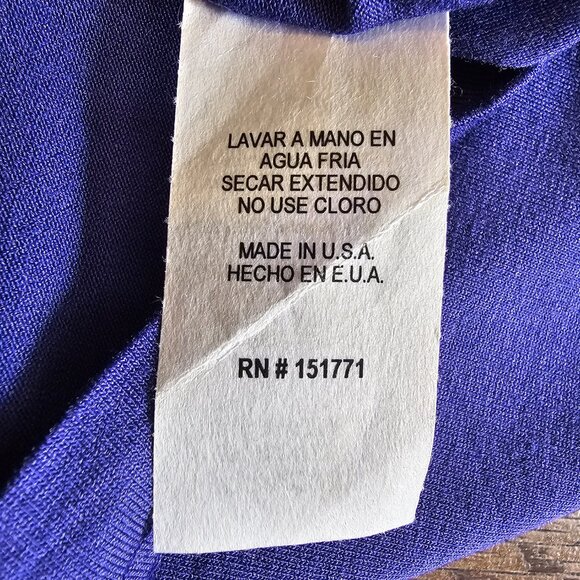 LAVAR A MANO EN
AGUA FRIA
SECAR EXTENDIDO
NO USE CLORO
MADE IN U.S.A.
HECHO EN E.U.A.
RN # 151771